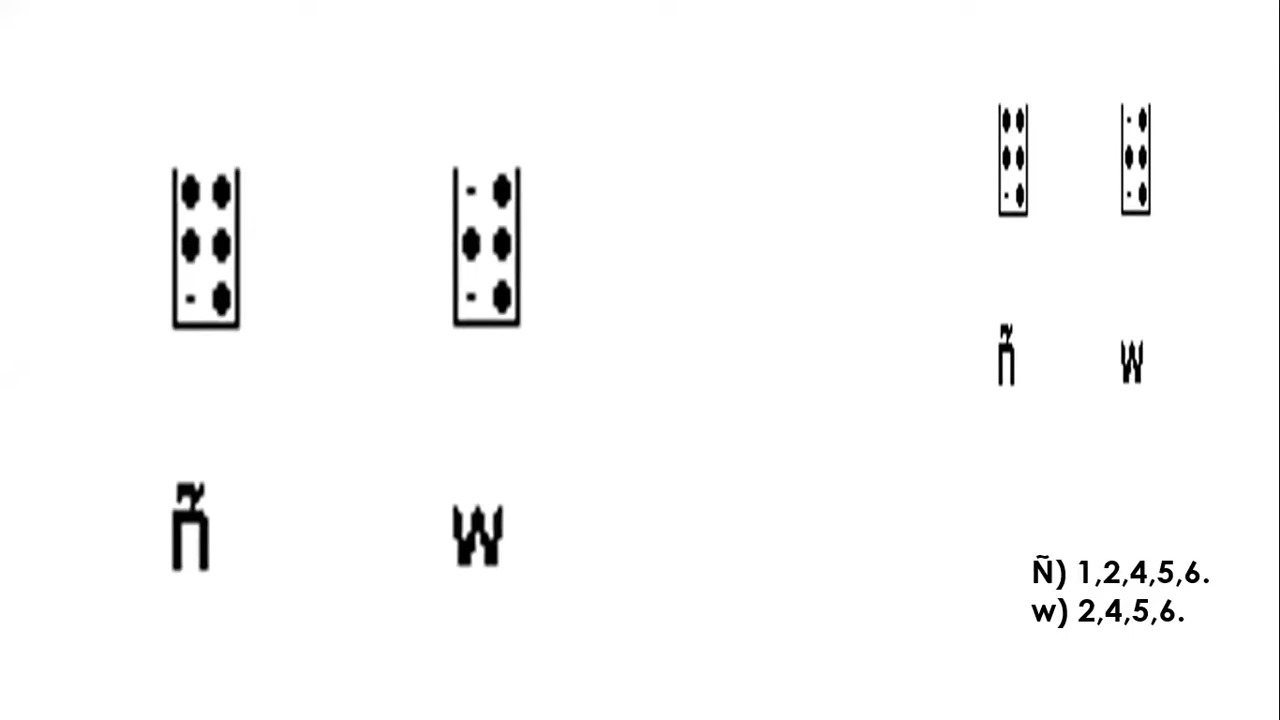 ñ w
ñ w
Ñ) 1,2,4,5,6.
w) 2,4,5,6.